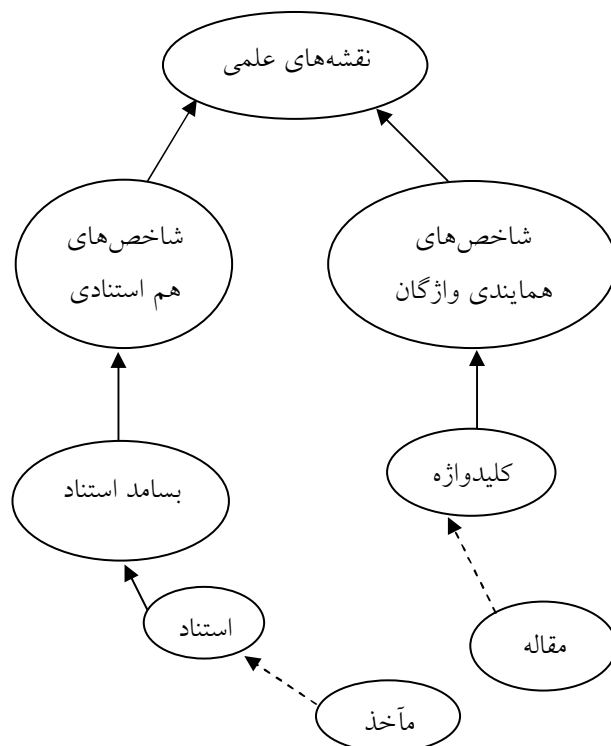 نقشه‌های علمی
شاخص‌های
همایندی واژگان
شاخص‌های
هم استنادی
کلیدواژه
بسامد استناد
استناد
مقاله
مآخذ